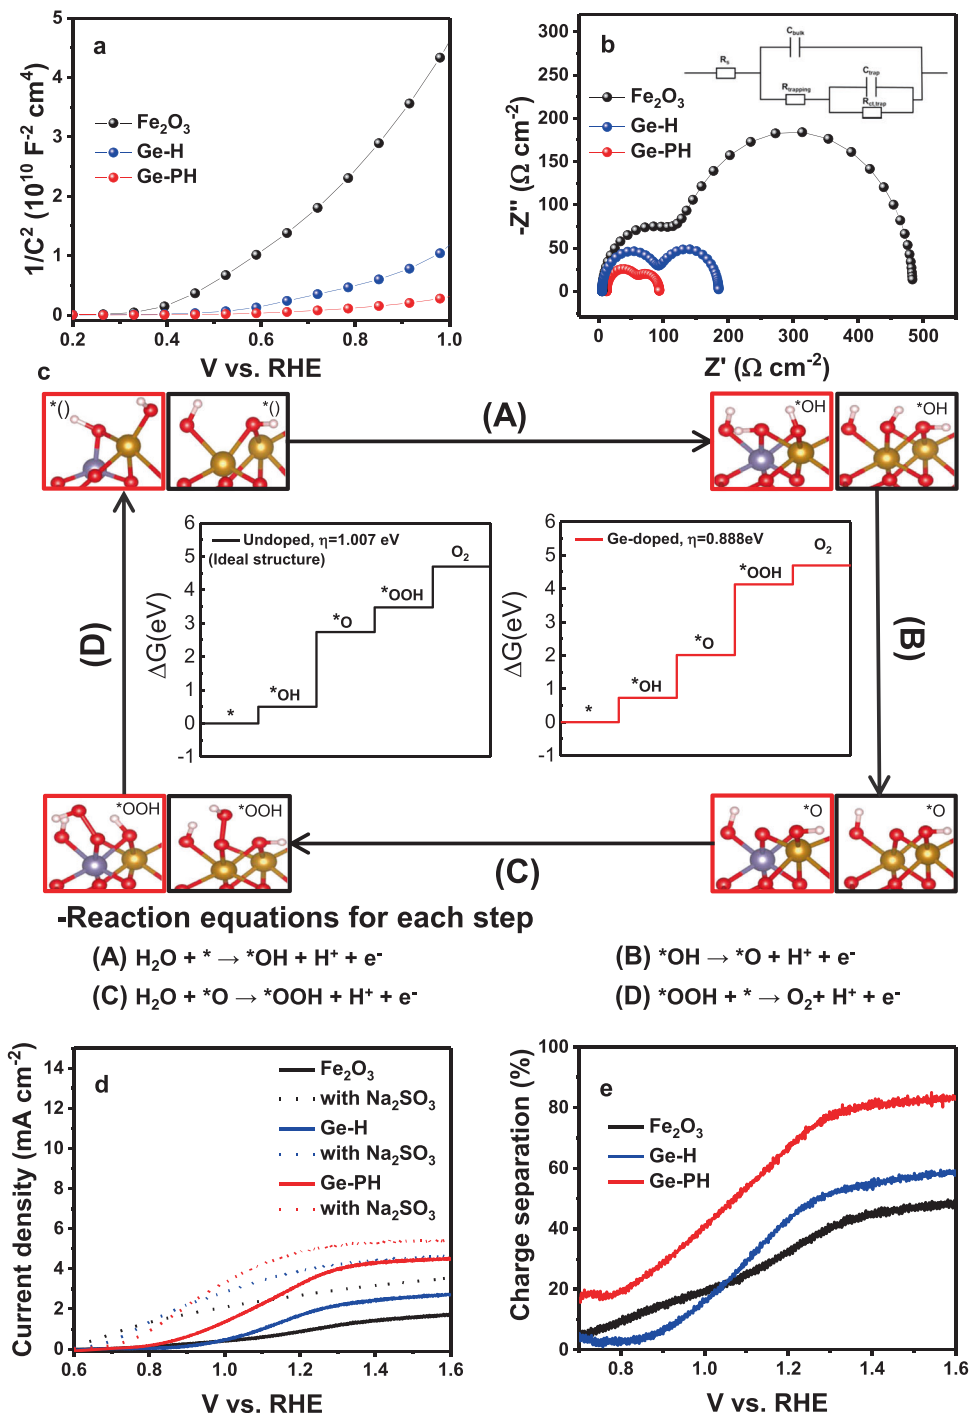 a
1/C² (10¹⁰ F⁻² cm⁴)
5
4
3
2
1
0
Fe₂O₃
Ge-H
Ge-PH
0.2 0.4 0.6 0.8 1.0
V vs. RHE
b
-Z'' (Ω cm⁻²)
300
250
200
150
100
50
0
Fe₂O₃
Ge-H
Ge-PH
Rₛ
C_bulk
R_trapping
C_trap
R_ct,trap
0 100 200 300 400 500
Z' (Ω cm⁻²)
c
*()
*()
(A)
*OH
*OH
(D)
ΔG(eV)
6
5
4
3
2
1
0
-1
Undoped, η=1.007 eV
(Ideal structure)
*
*OH
*O
*OOH
O₂
ΔG(eV)
6
5
4
3
2
1
0
-1
Ge-doped, η=0.888eV
*
*OH
*O
*OOH
O₂
(B)
*OOH
*OOH
(C)
*O
*O
-Reaction equations for each step
(A) H₂O + * → *OH + H⁺ + e⁻
(B) *OH → *O + H⁺ + e⁻
(C) H₂O + *O → *OOH + H⁺ + e⁻
(D) *OOH + * → O₂+ H⁺ + e⁻
d
Current density (mA cm⁻²)
14
12
10
8
6
4
2
0
Fe₂O₃
with Na₂SO₃
Ge-H
with Na₂SO₃
Ge-PH
with Na₂SO₃
0.6 0.8 1.0 1.2 1.4 1.6
V vs. RHE
e
Charge separation (%)
100
80
60
40
20
0
Fe₂O₃
Ge-H
Ge-PH
0.8 1.0 1.2 1.4 1.6
V vs. RHE